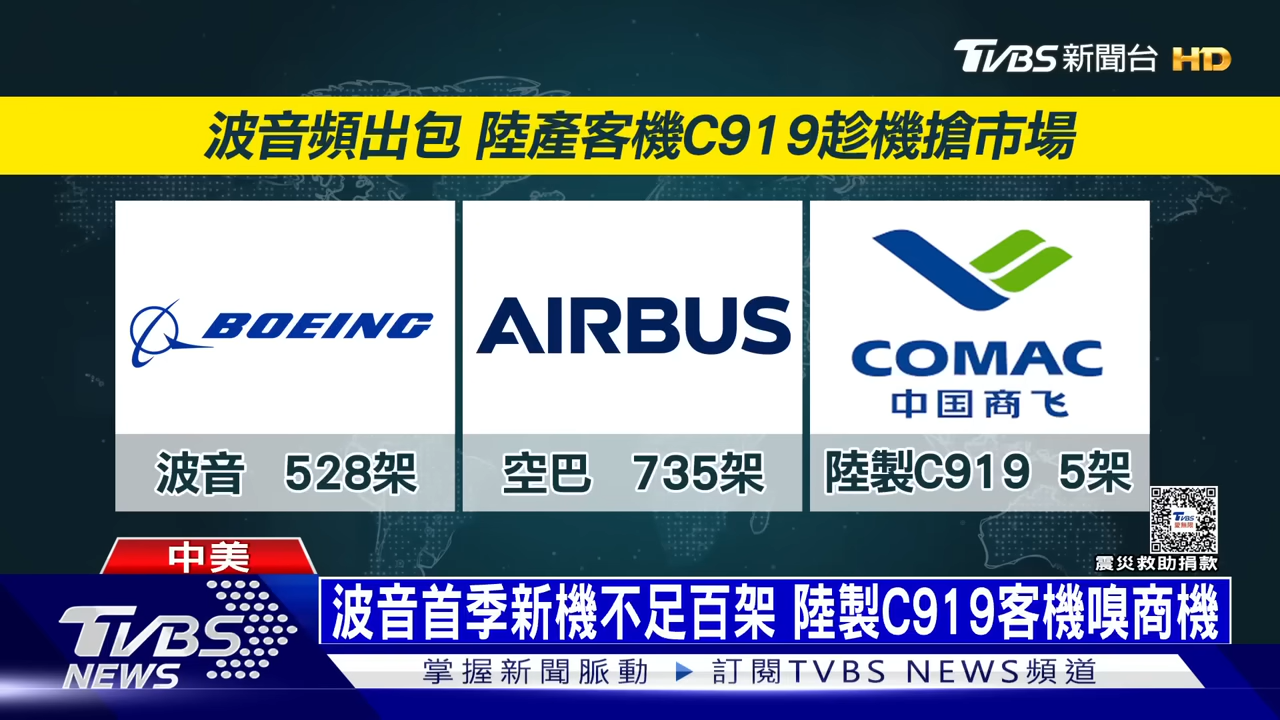 TVBS新聞台 HD
波音頻出包 陸產客機C919趁機搶市場
BOEING
AIRBUS
COMAC
中国商飞
波音 528架
空巴 735架
陸製C919 5架
TVBS
愛無限
震災救助捐款
中美
波音首季新機不足百架 陸製C919客機嗅商機
TVBS
NEWS
掌握新聞脈動 ▶ 訂閱TVBS NEWS頻道